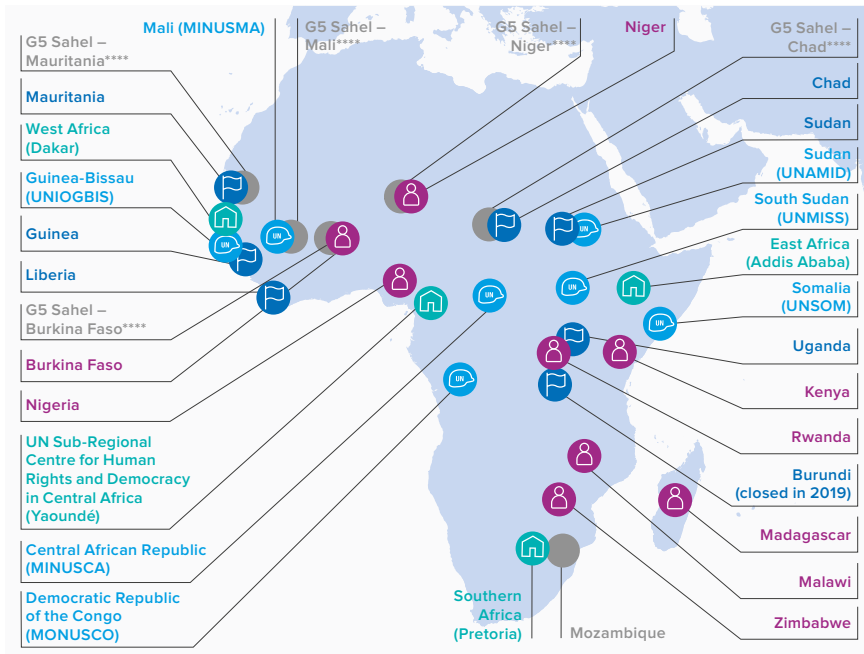 G5 Sahel –
Mauritania****
Mauritania
West Africa
(Dakar)
Guinea-Bissau
(UNIOGBIS)
Guinea
Liberia
G5 Sahel –
Burkina Faso****
Burkina Faso
Nigeria
UN Sub-Regional
Centre for Human
Rights and Democracy
in Central Africa
(Yaoundé)
Central African Republic
(MINUSCA)
Democratic Republic
of the Congo
(MONUSCO)
Mali (MINUSMA)
G5 Sahel –
Mali****
G5 Sahel –
Niger****
Niger
G5 Sahel –
Chad****
Chad
Sudan
Sudan
(UNAMID)
South Sudan
(UNMISS)
East Africa
(Addis Ababa)
Somalia
(UNSOM)
Uganda
Kenya
Rwanda
Burundi
(closed in 2019)
Madagascar
Malawi
Zimbabwe
Southern
Africa
(Pretoria)
Mozambique
UN
UN
UN
UN
UN
UN
UN